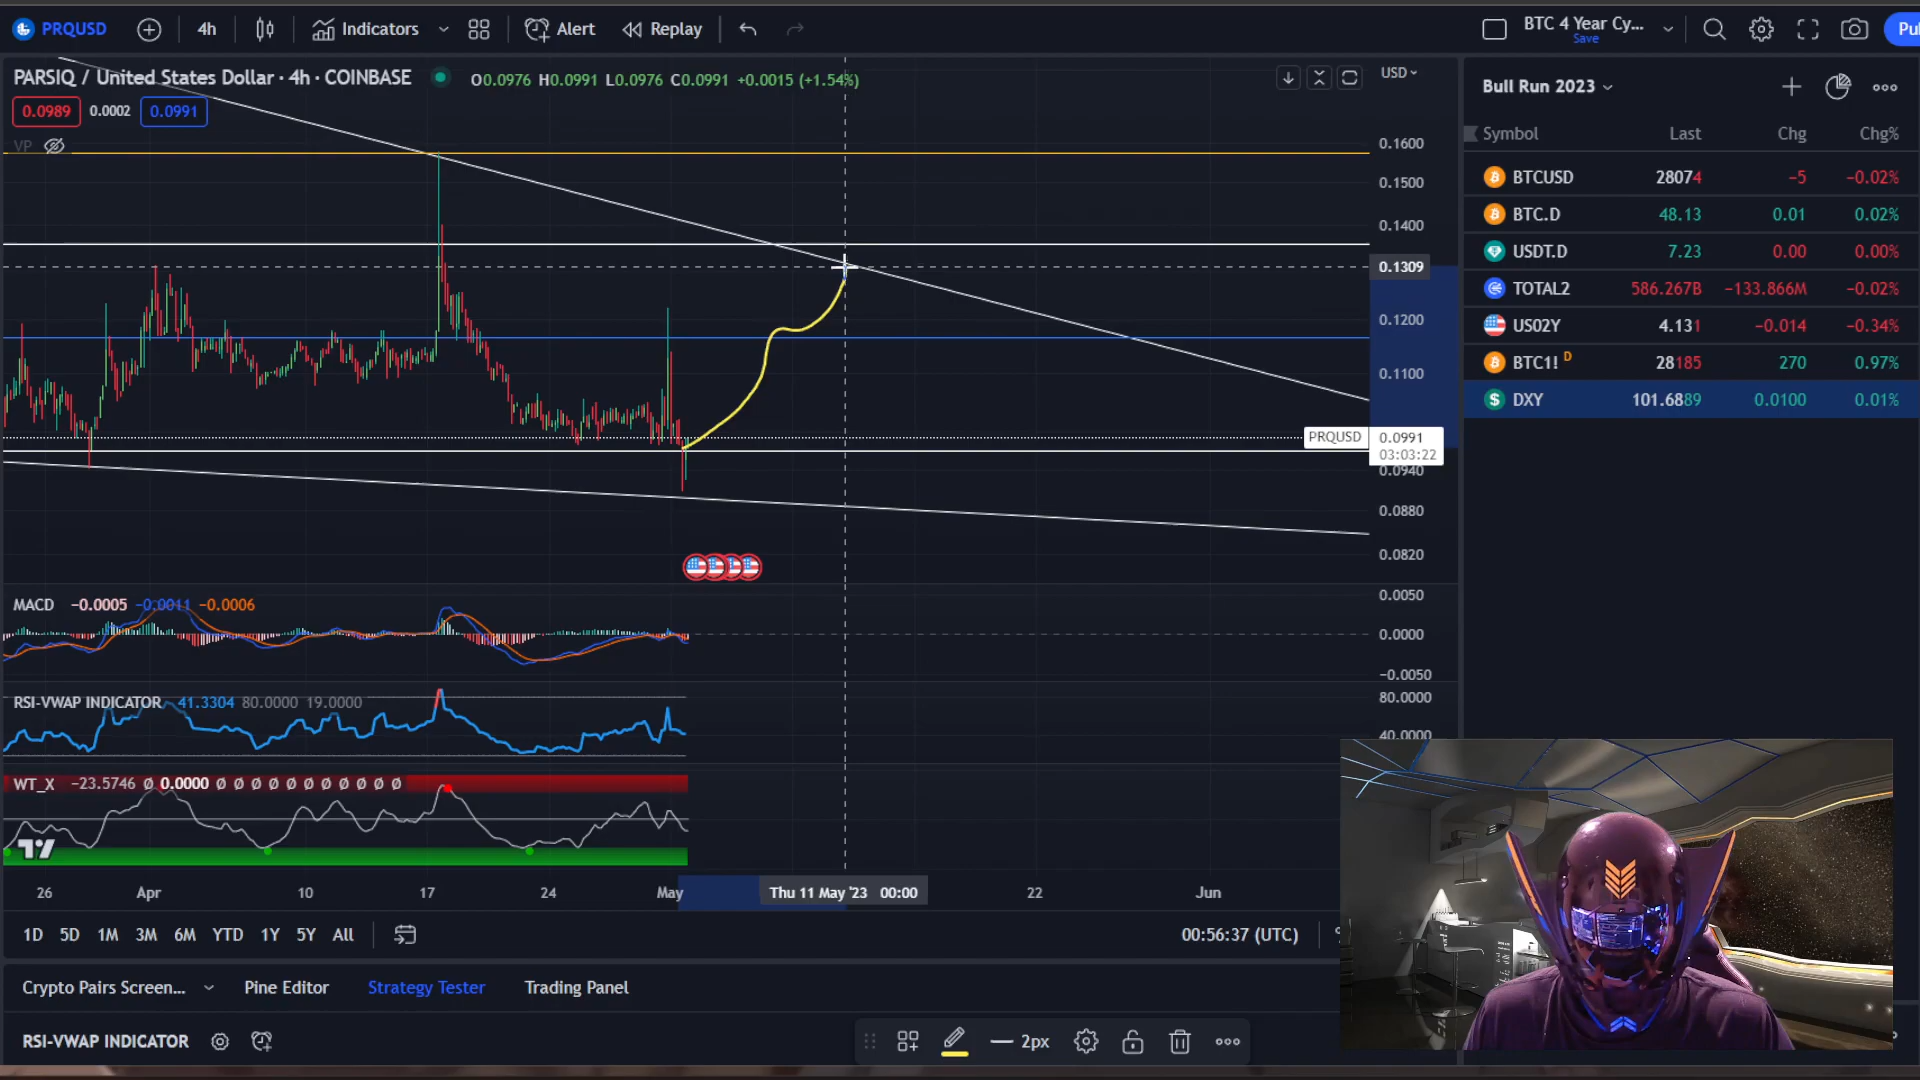 PRQUSD 4h Indicators Alert Replay BTC 4 Year Cy... Save Pu
PARSIQ / United States Dollar · 4h · COINBASE O0.0976 H0.0991 L0.0976 C0.0991 +0.0015 (+1.54%) USD
0.0989 0.0002 0.0991
VP
0.1600
0.1500
0.1400
0.1309
0.1200
0.1100
PRQUSD 0.0991
03:03:22
0.0940
0.0880
0.0820
MACD -0.0005 -0.0011 -0.0006
0.0050
0.0000
-0.0050
RSI-VWAP INDICATOR 41.3304 80.0000 19.0000
80.0000
40.0000
WT_X -23.5746 Ø 0.0000 Ø Ø Ø Ø Ø Ø Ø Ø Ø Ø Ø
26 Apr 10 17 24 May Thu 11 May '23 00:00 22 Jun
1D 5D 1M 3M 6M YTD 1Y 5Y All 00:56:37 (UTC)
Crypto Pairs Screen... Pine Editor Strategy Tester Trading Panel
RSI-VWAP INDICATOR 2px
Bull Run 2023
Symbol Last Chg Chg%
BTCUSD 28074 -5 -0.02%
BTC.D 48.13 0.01 0.02%
USDT.D 7.23 0.00 0.00%
TOTAL2 586.267B -133.866M -0.02%
US02Y 4.131 -0.014 -0.34%
BTC1! D 28185 270 0.97%
DXY 101.6889 0.0100 0.01%